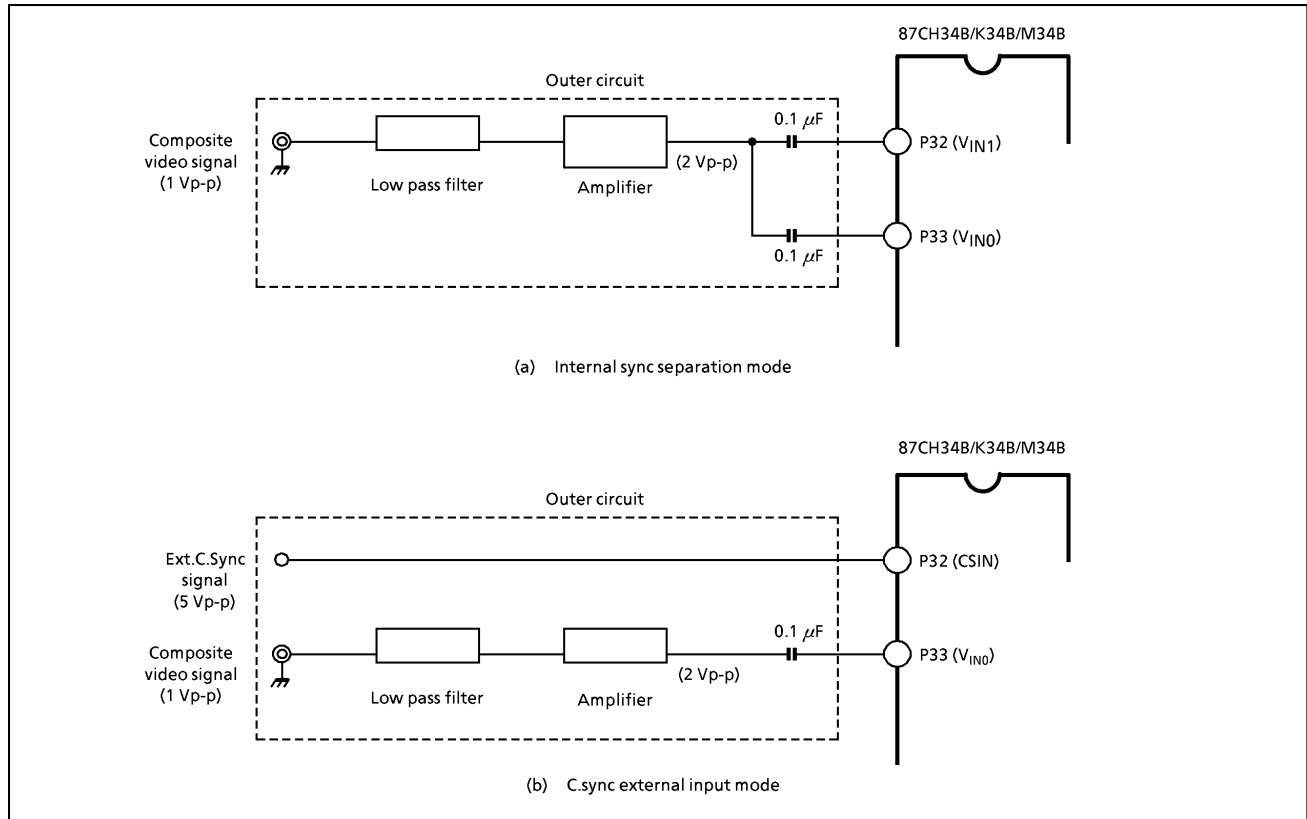 87CH34B/K34B/M34B
Outer circuit
0.1 μF
Composite
video signal
(1 Vp-p)
P32 (VIN1)
(2 Vp-p)
Low pass filter
Amplifier
P33 (VIN0)
0.1 μF
(a) Internal sync separation mode
87CH34B/K34B/M34B
Outer circuit
Ext.C.Sync
signal
(5 Vp-p)
P32 (CSIN)
0.1 μF
Composite
video signal
(1 Vp-p)
P33 (VIN0)
(2 Vp-p)
Low pass filter
Amplifier
(b) C.sync external input mode